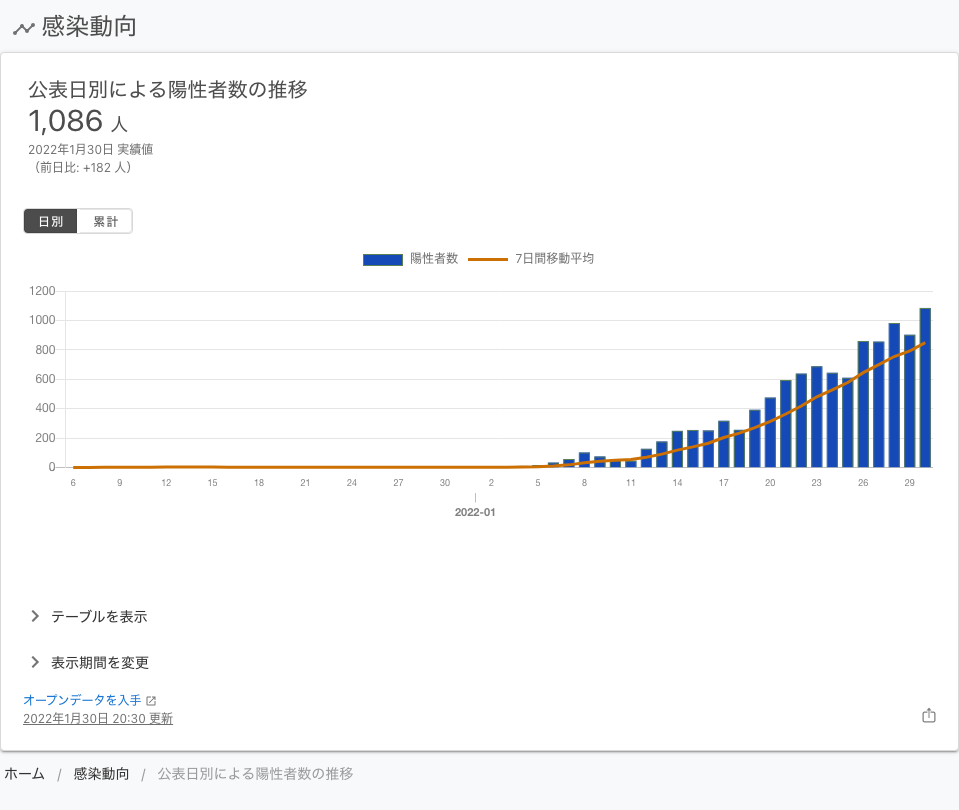 感染動向
公表日別による陽性者数の推移
1,086 人
2022年1月30日 実績値
（前日比: +182 人）
日別 累計
陽性者数 7日間移動平均
1200
1000
800
600
400
200
0
6 9 12 15 18 21 24 27 30 2 5 8 11 14 17 20 23 26 29
2022-01
テーブルを表示
表示期間を変更
オープンデータを入手
2022年1月30日 20:30 更新
ホーム / 感染動向 / 公表日別による陽性者数の推移